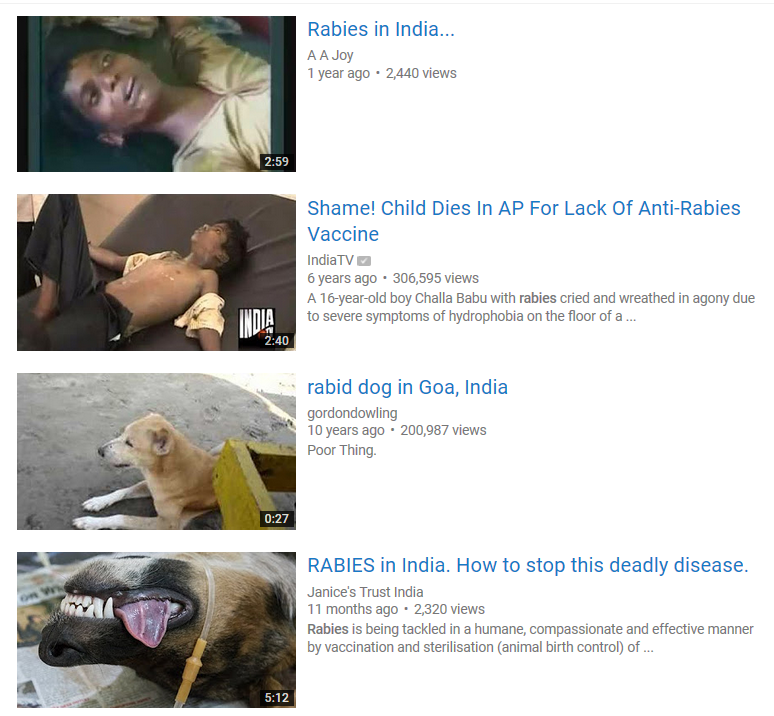 Rabies in India...
A A Joy
1 year ago • 2,440 views
2:59
Shame! Child Dies In AP For Lack Of Anti-Rabies
Vaccine
IndiaTV
6 years ago • 306,595 views
A 16-year-old boy Challa Babu with rabies cried and wreathed in agony due
to severe symptoms of hydrophobia on the floor of a ...
INDIA
2:40
rabid dog in Goa, India
gordondowling
10 years ago • 200,987 views
Poor Thing.
0:27
RABIES in India. How to stop this deadly disease.
Janice's Trust India
11 months ago • 2,320 views
Rabies is being tackled in a humane, compassionate and effective manner
by vaccination and sterilisation (animal birth control) of ...
5:12